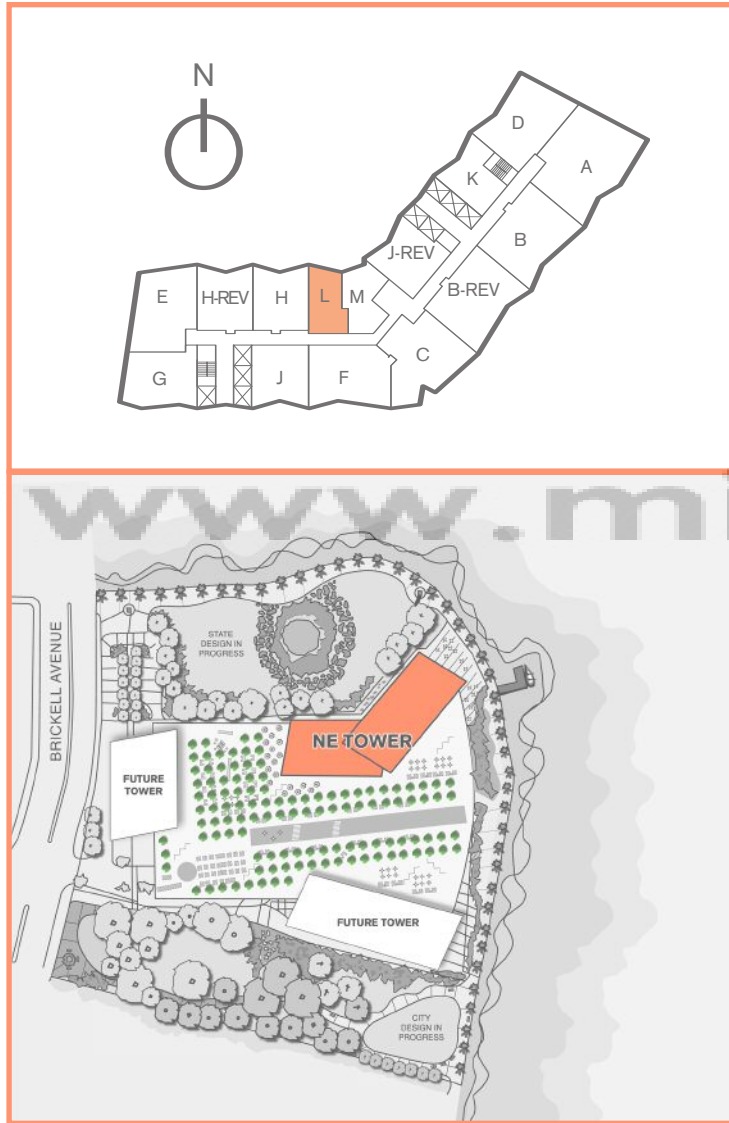 N
D
A
K
B
J-REV
B-REV
E
H-REV
H
L
M
C
G
J
F
www.m
STATE
DESIGN IN
PROGRESS
BRICKELL AVENUE
NE TOWER
FUTURE
TOWER
FUTURE TOWER
CITY
DESIGN IN
PROGRESS